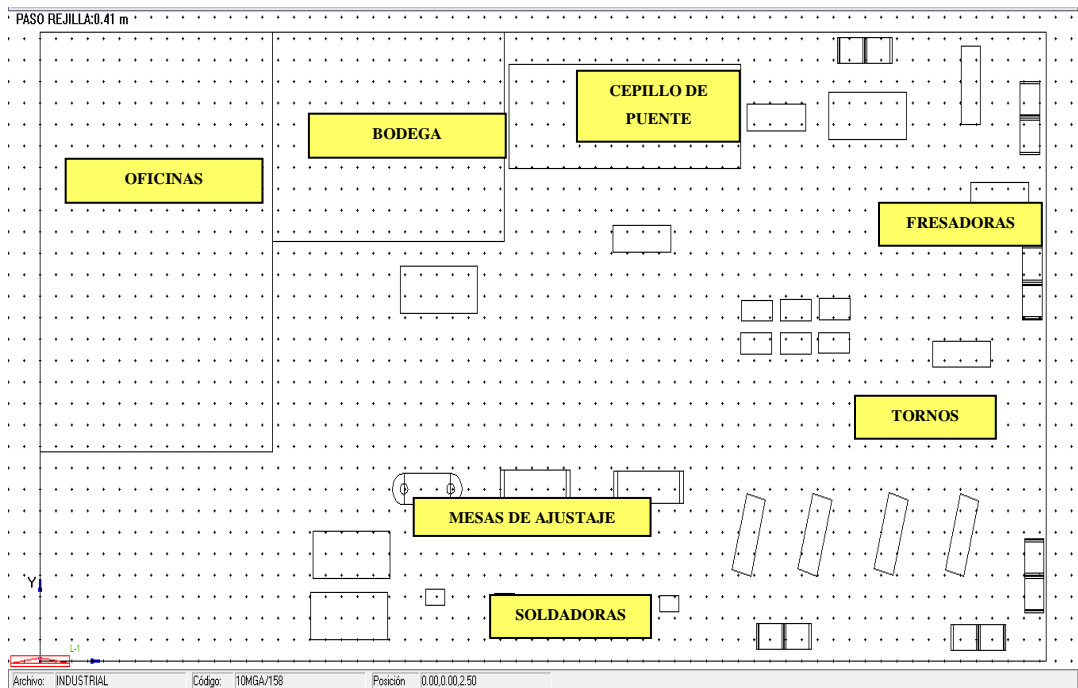 PASO REJILLA:0.41 m
CEPILLO DE
PUENTE
BODEGA
OFICINAS
FRESADORAS
TORNOS
MESAS DE AJUSTAJE
Y
SOLDADORAS
L-1
Archivo: INDUSTRIAL Código: 10MGA/158 Posición 0.00,0.00,2.50